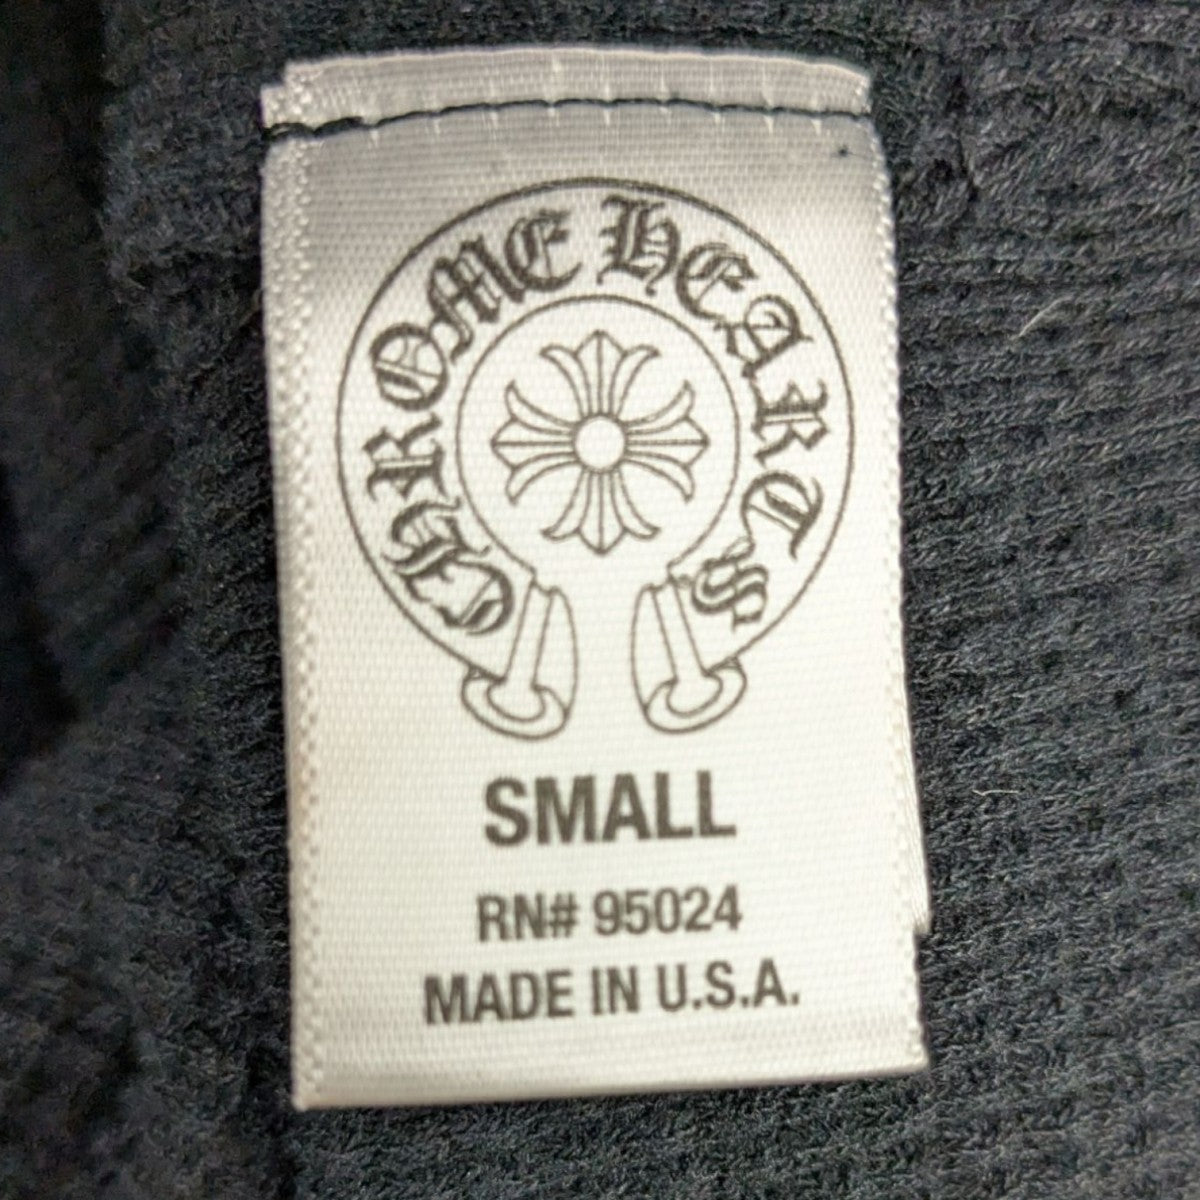 CHROME HEARTS
SMALL
RN# 95024
MADE IN U.S.A.